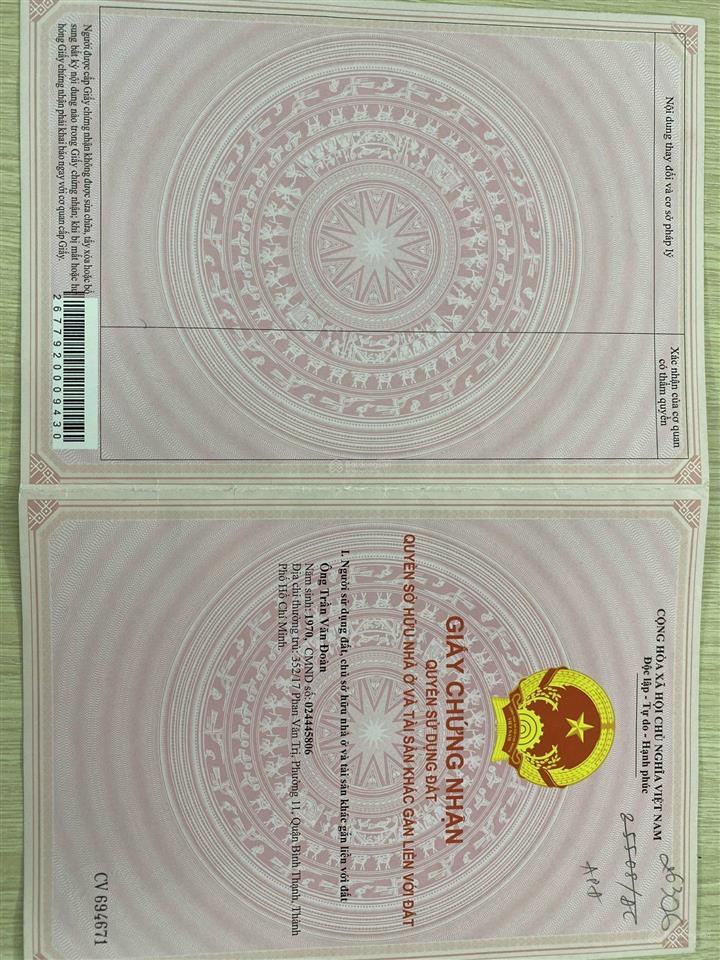 Nội dung thay đổi và cơ sở pháp lý
Xác nhận của cơ quan
có thẩm quyền
Người được cấp Giấy chứng nhận không được sửa chữa, tẩy xóa hoặc bổ
sung bất kỳ nội dung nào trong Giấy chứng nhận; khi bị mất hoặc hư
hỏng Giấy chứng nhận phải khai báo ngay với cơ quan cấp Giấy.
2677920009430
CỘNG HÒA XÃ HỘI CHỦ NGHĨA VIỆT NAM
Độc lập - Tự do - Hạnh phúc
GIẤY CHỨNG NHẬN
QUYỀN SỬ DỤNG ĐẤT
QUYỀN SỞ HỮU NHÀ Ở VÀ TÀI SẢN KHÁC GẮN LIỀN VỚI ĐẤT
I. Người sử dụng đất, chủ sở hữu nhà ở và tài sản khác gắn liền với đất
Ông Trần Văn Đoàn
Năm sinh: 1970, CMND số: 024445806
Địa chỉ thường trú: 352/17 Phan Văn Trị, Phường 11, Quận Bình Thạnh, Thành
Phố Hồ Chí Minh.
CV 694671